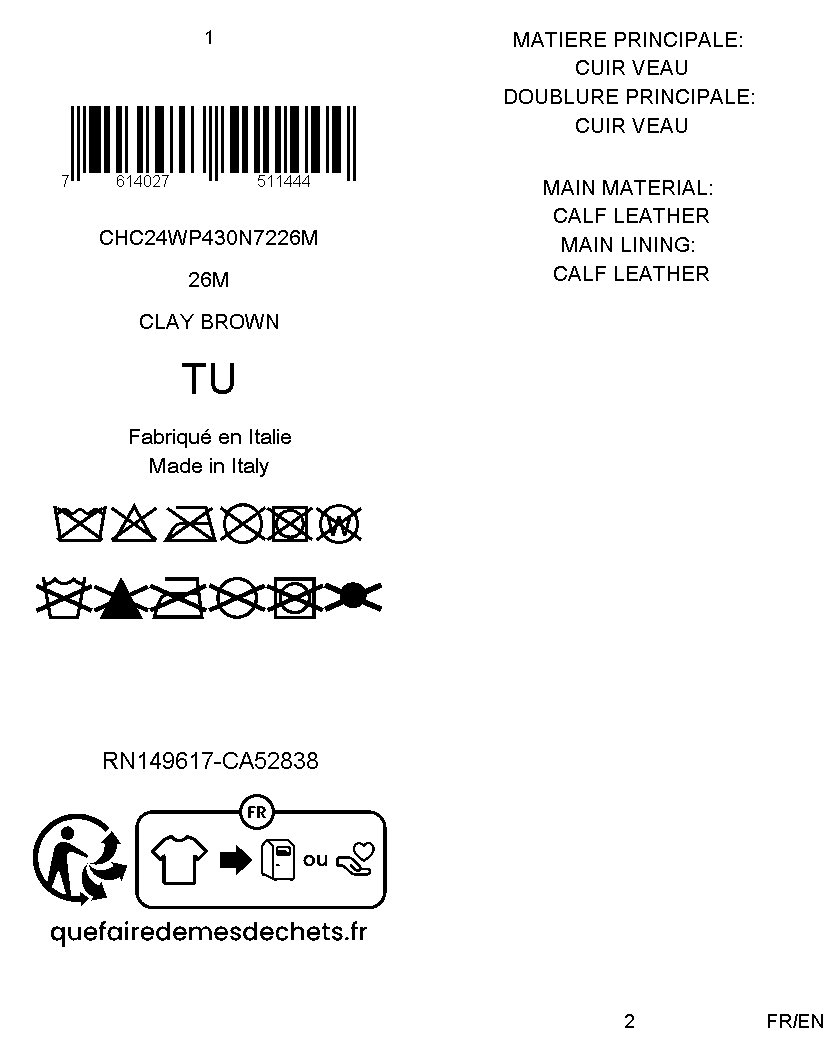 1
7 614027 511444
CHC24WP430N7226M
26M
CLAY BROWN
TU
Fabriqué en Italie
Made in Italy
W
RN149617-CA52838
FR
ou
quefairedemesdechets.fr
MATIERE PRINCIPALE:
CUIR VEAU
DOUBLURE PRINCIPALE:
CUIR VEAU
MAIN MATERIAL:
CALF LEATHER
MAIN LINING:
CALF LEATHER
2
FR/EN